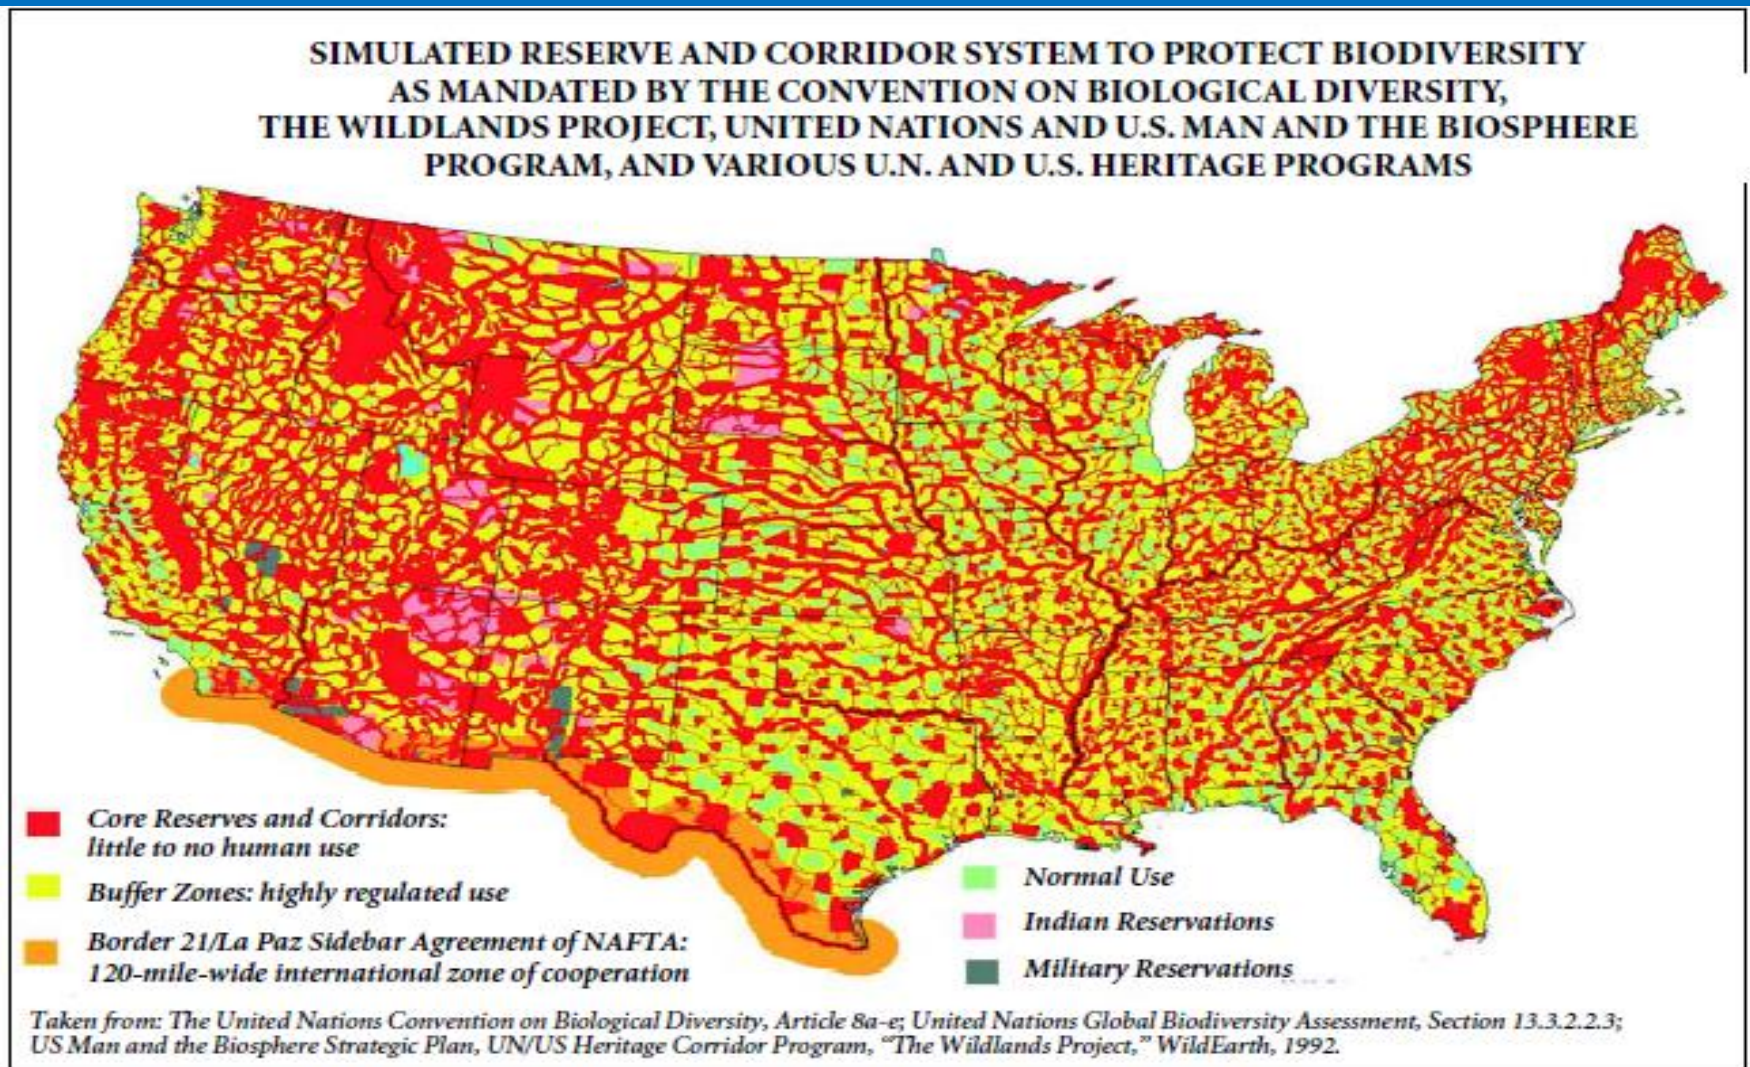 SIMULATED RESERVE AND CORRIDOR SYSTEM TO PROTECT BIODIVERSITY
AS MANDATED BY THE CONVENTION ON BIOLOGICAL DIVERSITY,
THE WILDLANDS PROJECT, UNITED NATIONS AND U.S. MAN AND THE BIOSPHERE
PROGRAM, AND VARIOUS U.N. AND U.S. HERITAGE PROGRAMS
Core Reserves and Corridors:
little to no human use
Buffer Zones: highly regulated use
Border 21/La Paz Sidebar Agreement of NAFTA:
120-mile-wide international zone of cooperation
Normal Use
Indian Reservations
Military Reservations
Taken from: The United Nations Convention on Biological Diversity, Article 8a-e; United Nations Global Biodiversity Assessment, Section 13.3.2.2.3;
US Man and the Biosphere Strategic Plan, UN/US Heritage Corridor Program, "The Wildlands Project," WildEarth, 1992.